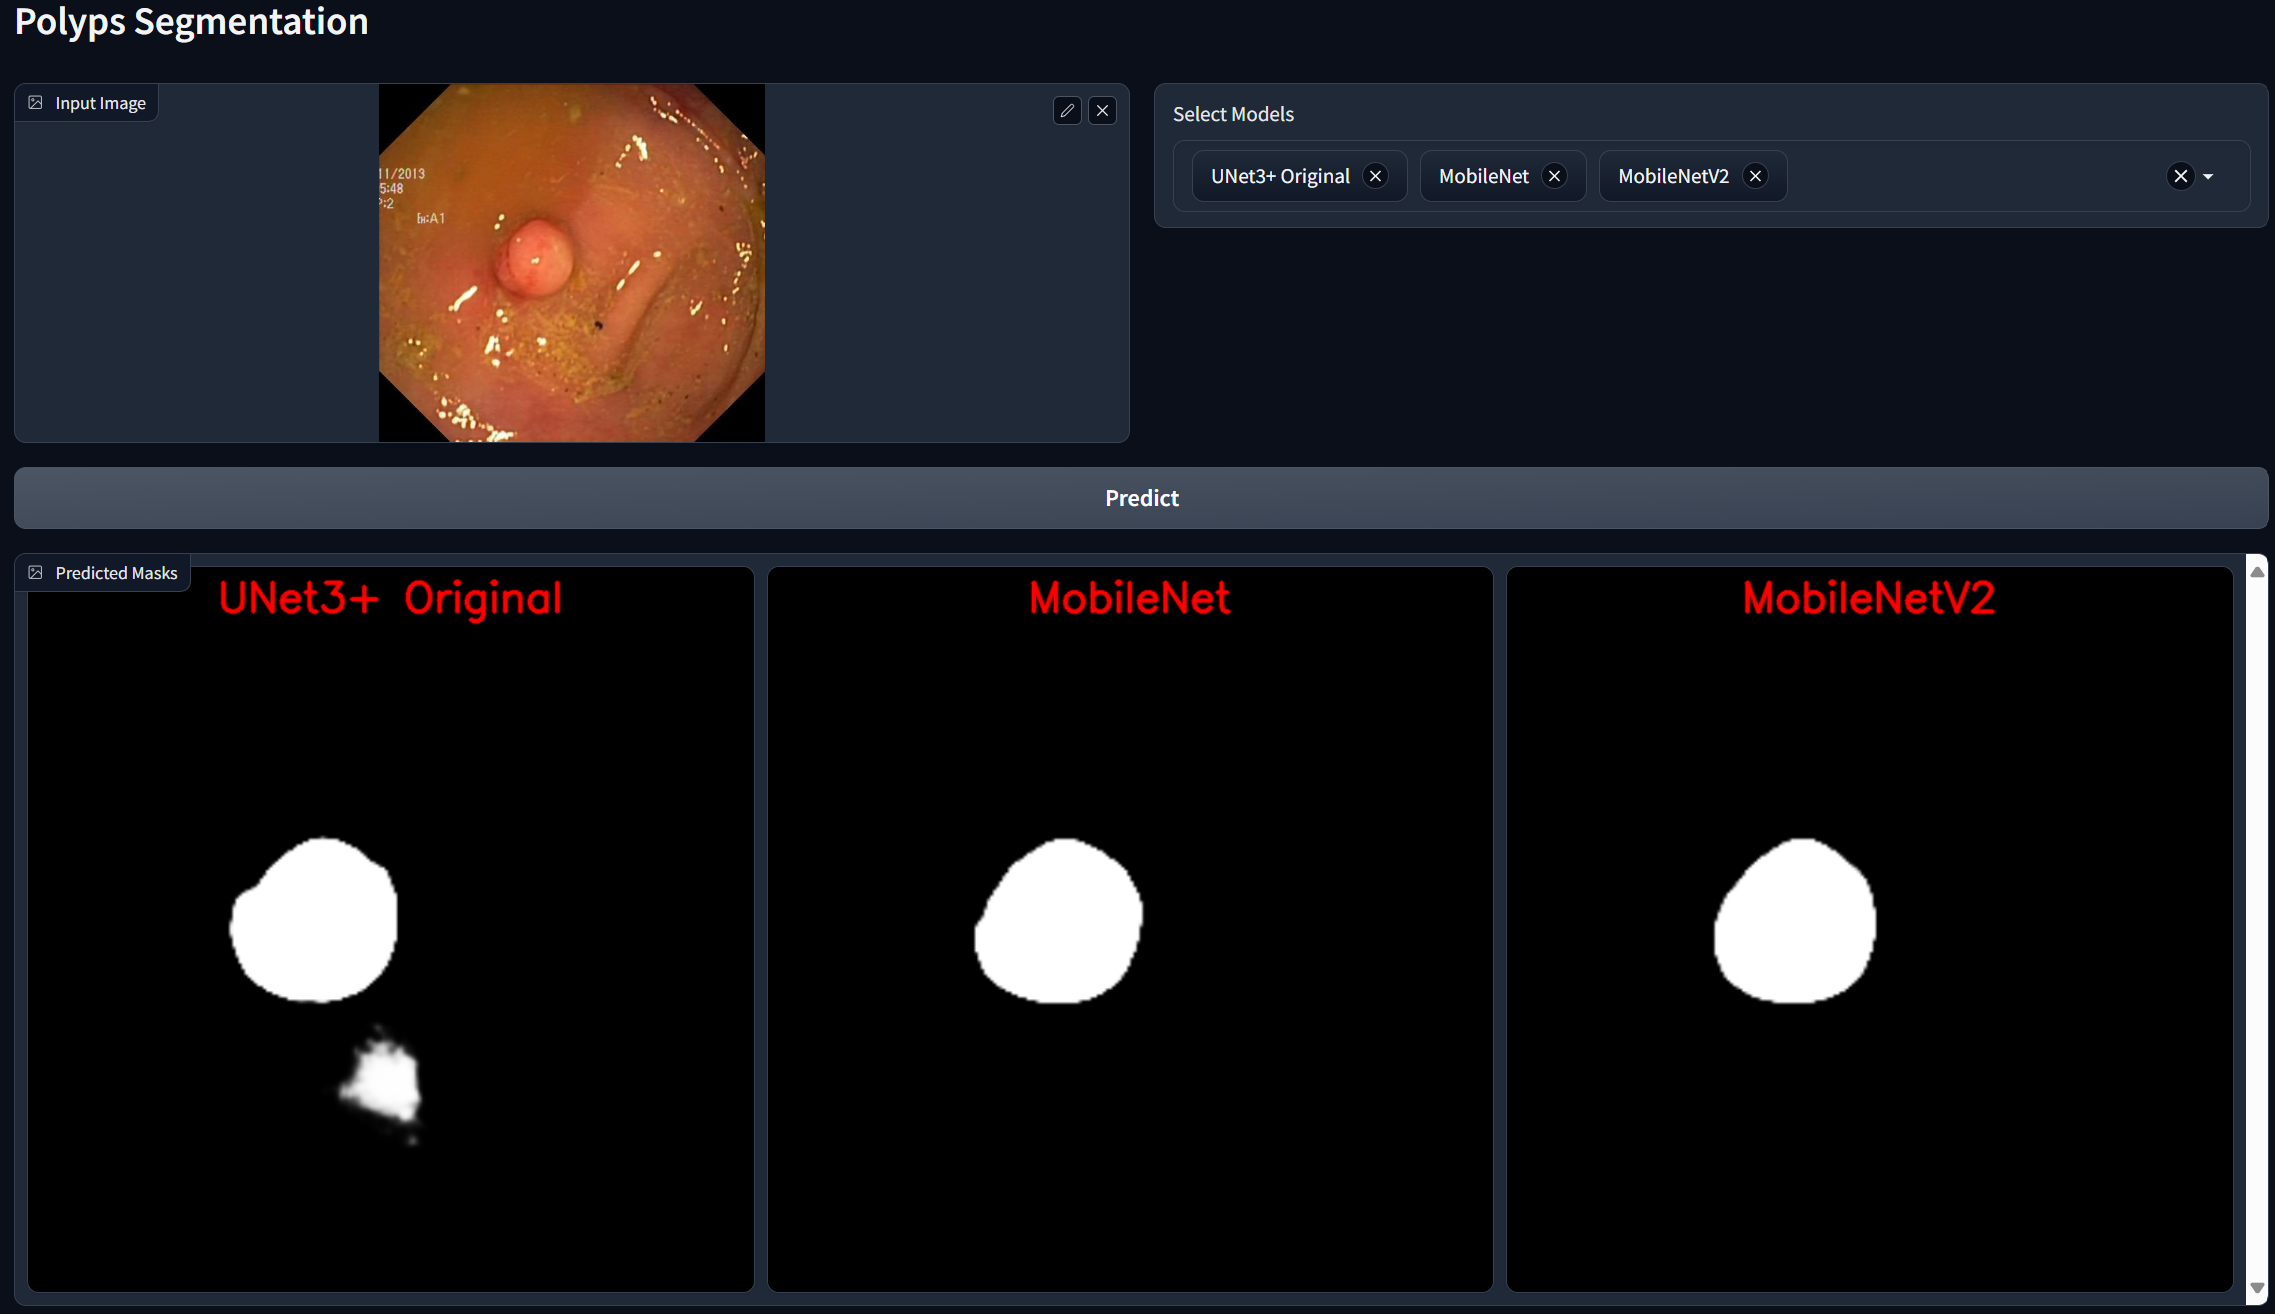 Polyps Segmentation
Input Image
11/2013
5:48
P:2
A1
Select Models
UNet3+ Original
MobileNet
MobileNetV2
Predict
Predicted Masks
UNet3+ Original
MobileNet
MobileNetV2